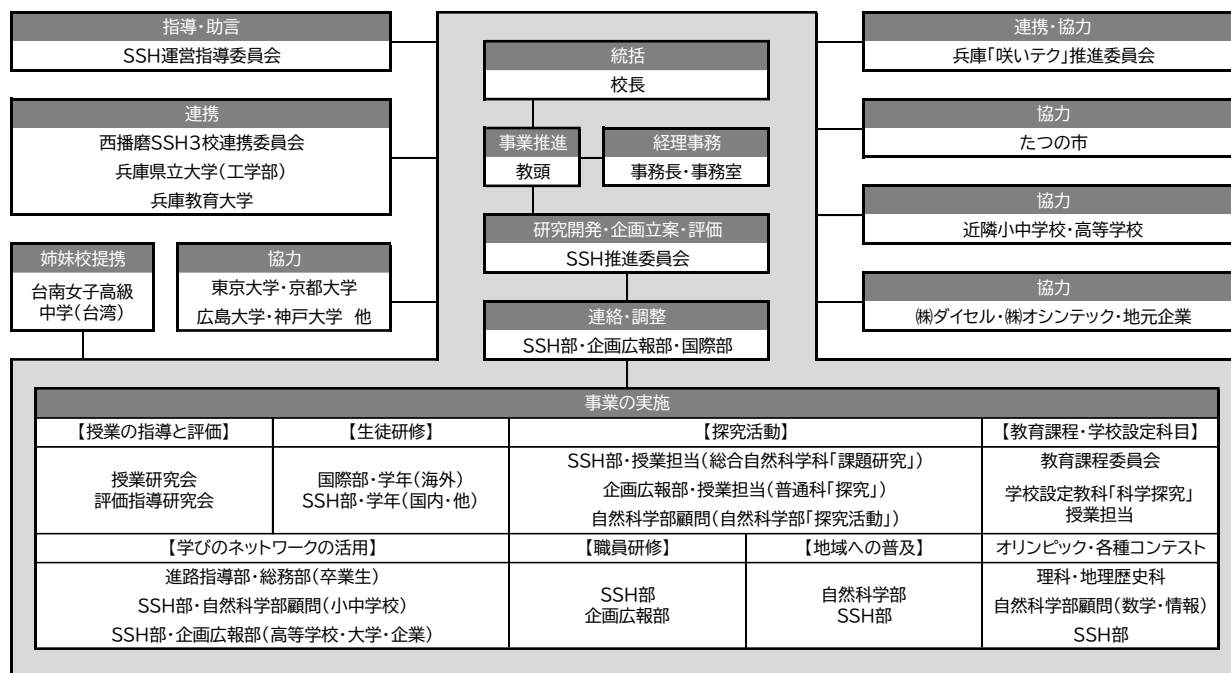 指導・助言
SSH運営指導委員会
連携
西播磨SSH3校連携委員会
兵庫県立大学(工学部)
兵庫教育大学
姉妹校提携
台南女子高級
中学(台湾)
協力
東京大学・京都大学
広島大学・神戸大学 他
統括
校長
事業推進
教頭
経理事務
事務長・事務室
研究開発・企画立案・評価
SSH推進委員会
連絡・調整
SSH部・企画広報部・国際部
連携・協力
兵庫「咲いテク」推進委員会
協力
たつの市
協力
近隣小中学校・高等学校
協力
㈱ダイセル・㈱オシンテック・地元企業
事業の実施
【授業の指導と評価】
授業研究会
評価指導研究会
【生徒研修】
国際部・学年(海外)
SSH部・学年(国内・他)
【探究活動】
SSH部・授業担当(総合自然科学科「課題研究」)
企画広報部・授業担当(普通科「探究」)
自然科学部顧問(自然科学部「探究活動」)
【教育課程・学校設定科目】
教育課程委員会
学校設定教科「科学探究」
授業担当
【学びのネットワークの活用】
進路指導部・総務部(卒業生)
SSH部・自然科学部顧問(小中学校)
SSH部・企画広報部(高等学校・大学・企業)
【職員研修】
SSH部
企画広報部
【地域への普及】
自然科学部
SSH部
オリンピック・各種コンテスト
理科・地理歴史科
自然科学部顧問(数学・情報)
SSH部